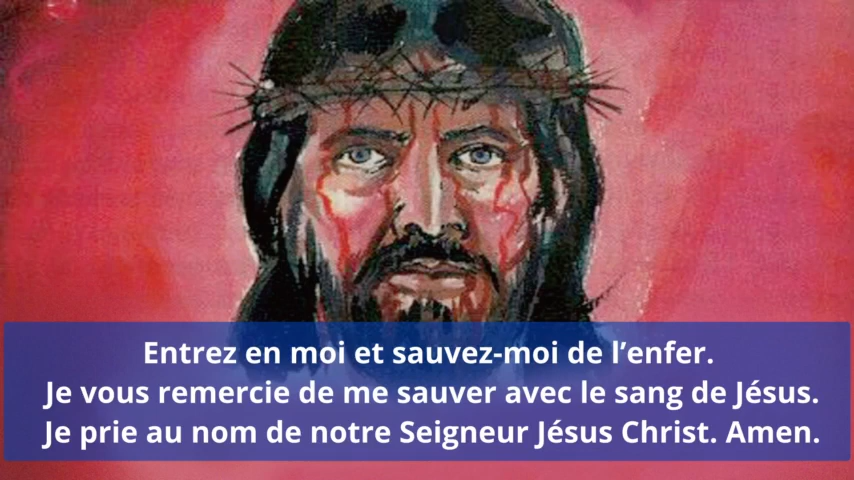 Entrez en moi et sauvez-moi de l’enfer.
Je vous remercie de me sauver avec le sang de Jésus.
Je prie au nom de notre Seigneur Jésus Christ. Amen.